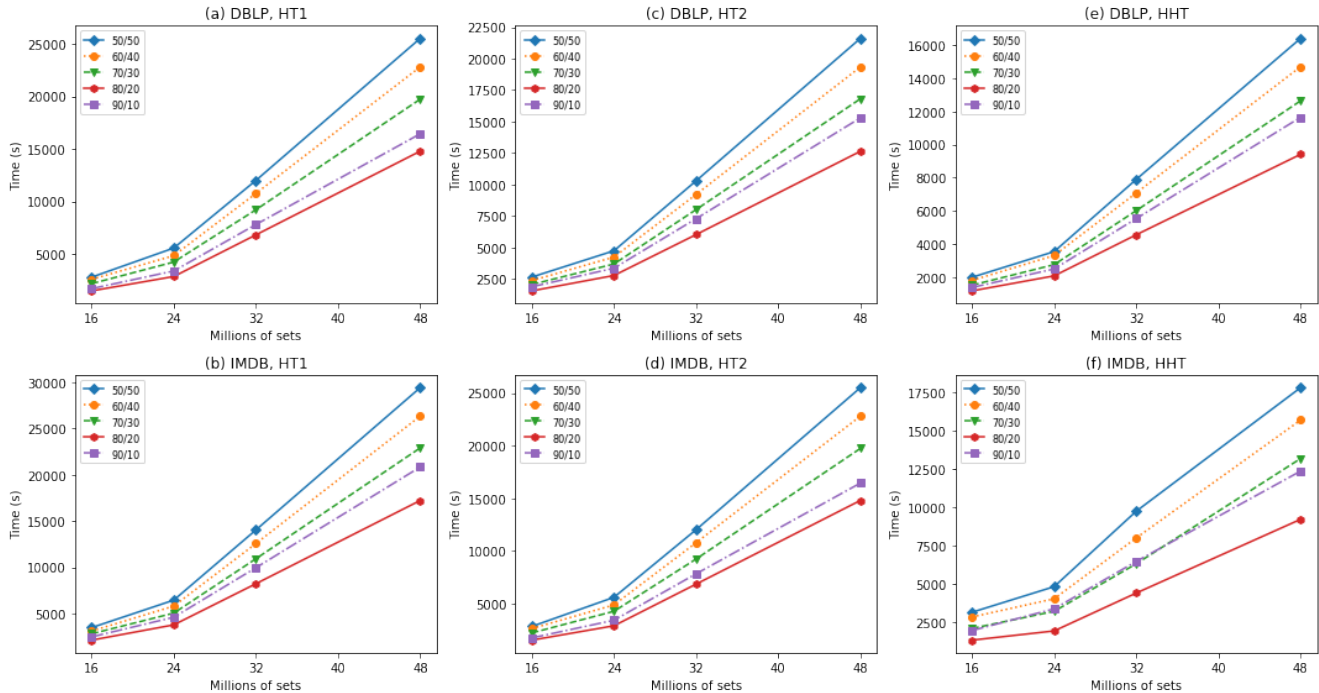 (a) DBLP, HT1
25000
20000
15000
10000
5000
Time (s)
50/50
60/40
70/30
80/20
90/10
16 24 32 40 48
Millions of sets
(c) DBLP, HT2
22500
20000
17500
15000
12500
10000
7500
5000
2500
Time (s)
50/50
60/40
70/30
80/20
90/10
16 24 32 40 48
Millions of sets
(e) DBLP, HHT
16000
14000
12000
10000
8000
6000
4000
2000
Time (s)
50/50
60/40
70/30
80/20
90/10
16 24 32 40 48
Millions of sets
(b) IMDB, HT1
30000
25000
20000
15000
10000
5000
Time (s)
50/50
60/40
70/30
80/20
90/10
16 24 32 40 48
Millions of sets
(d) IMDB, HT2
25000
20000
15000
10000
5000
Time (s)
50/50
60/40
70/30
80/20
90/10
16 24 32 40 48
Millions of sets
(f) IMDB, HHT
17500
15000
12500
10000
7500
5000
2500
Time (s)
50/50
60/40
70/30
80/20
90/10
16 24 32 40 48
Millions of sets